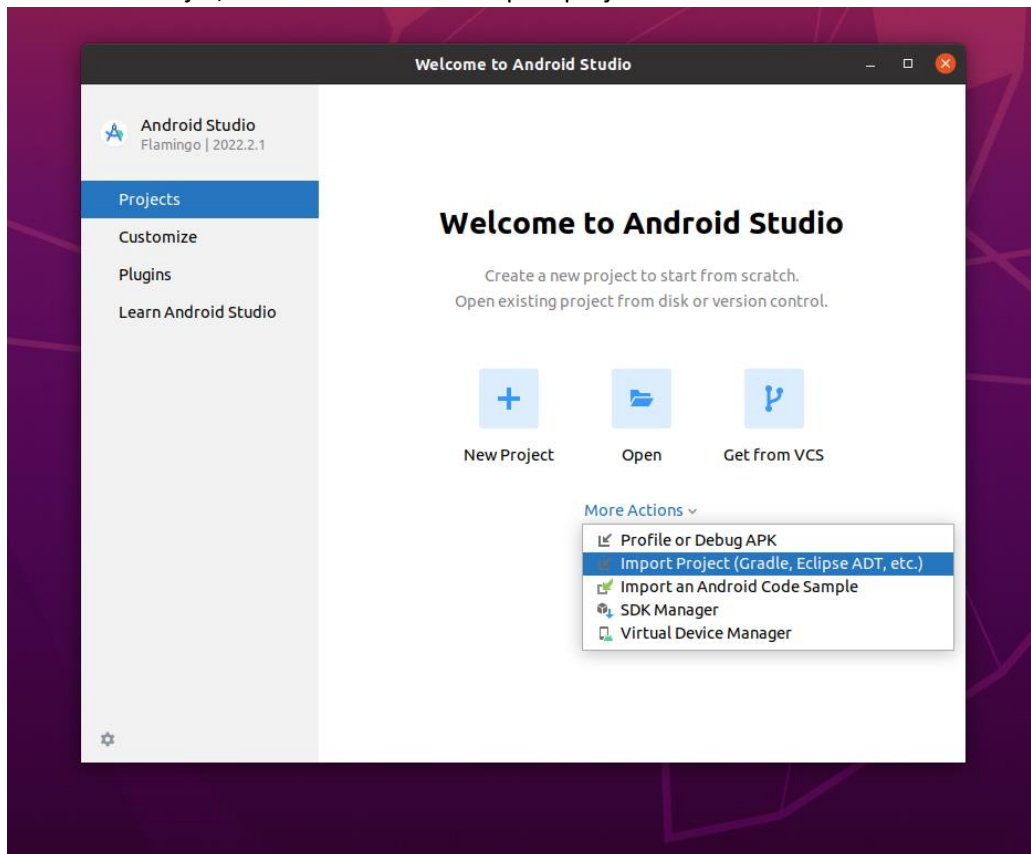 Welcome to Android Studio
Android Studio
Flamingo | 2022.2.1
Projects
Customize
Plugins
Learn Android Studio
Welcome to Android Studio
Create a new project to start from scratch.
Open existing project from disk or version control.
New Project
Open
Get from VCS
More Actions
Profile or Debug APK
Import Project (Gradle, Eclipse ADT, etc.)
Import an Android Code Sample
SDK Manager
Virtual Device Manager